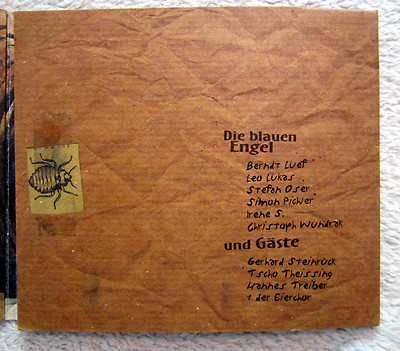 Die blauen
Engel
Berndt Luef
Leo Lukas
Stefan Oser
Simon Pichler
Irene S.
Christoph Wundrak
und Gäste
Gerhard Steinrück
Tscho Theissing
Hannes Treiber
+ der Eierchor